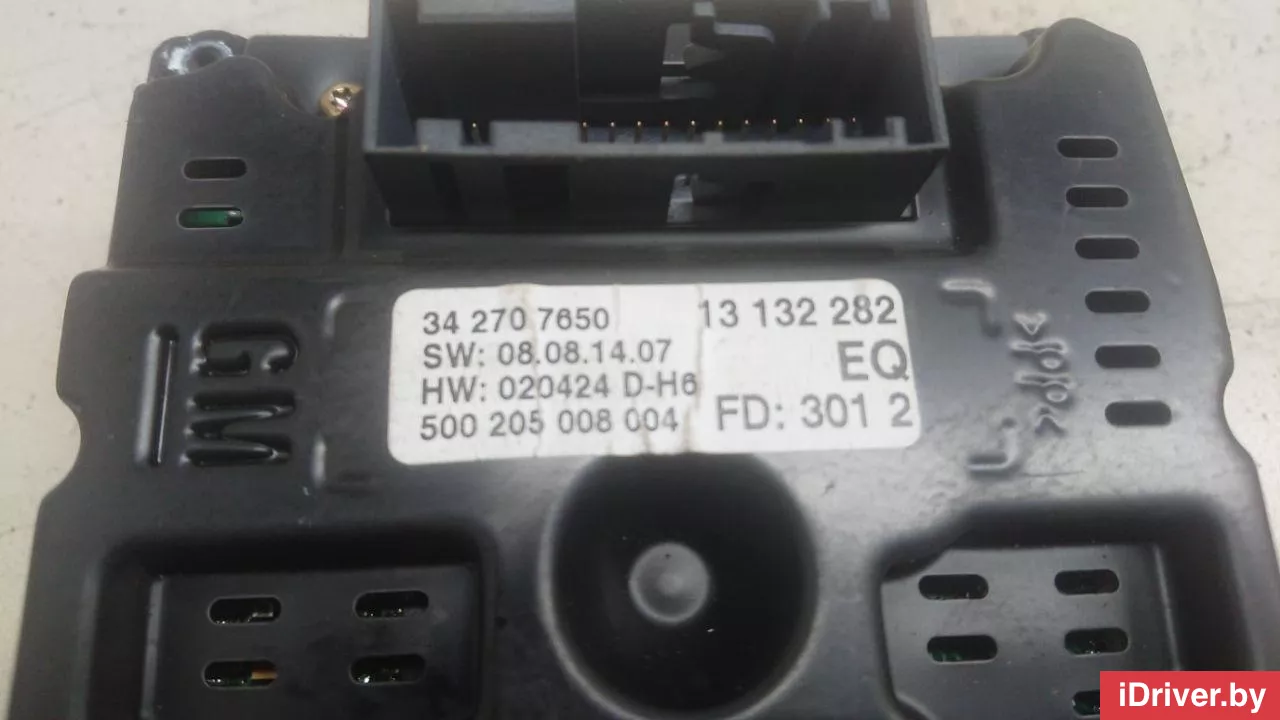 34 270 7650 13 132 282
SW: 08.08.14.07 EQ
HW: 020424 D-H6
500 205 008 004 FD: 301 2
GM
iDriver.by